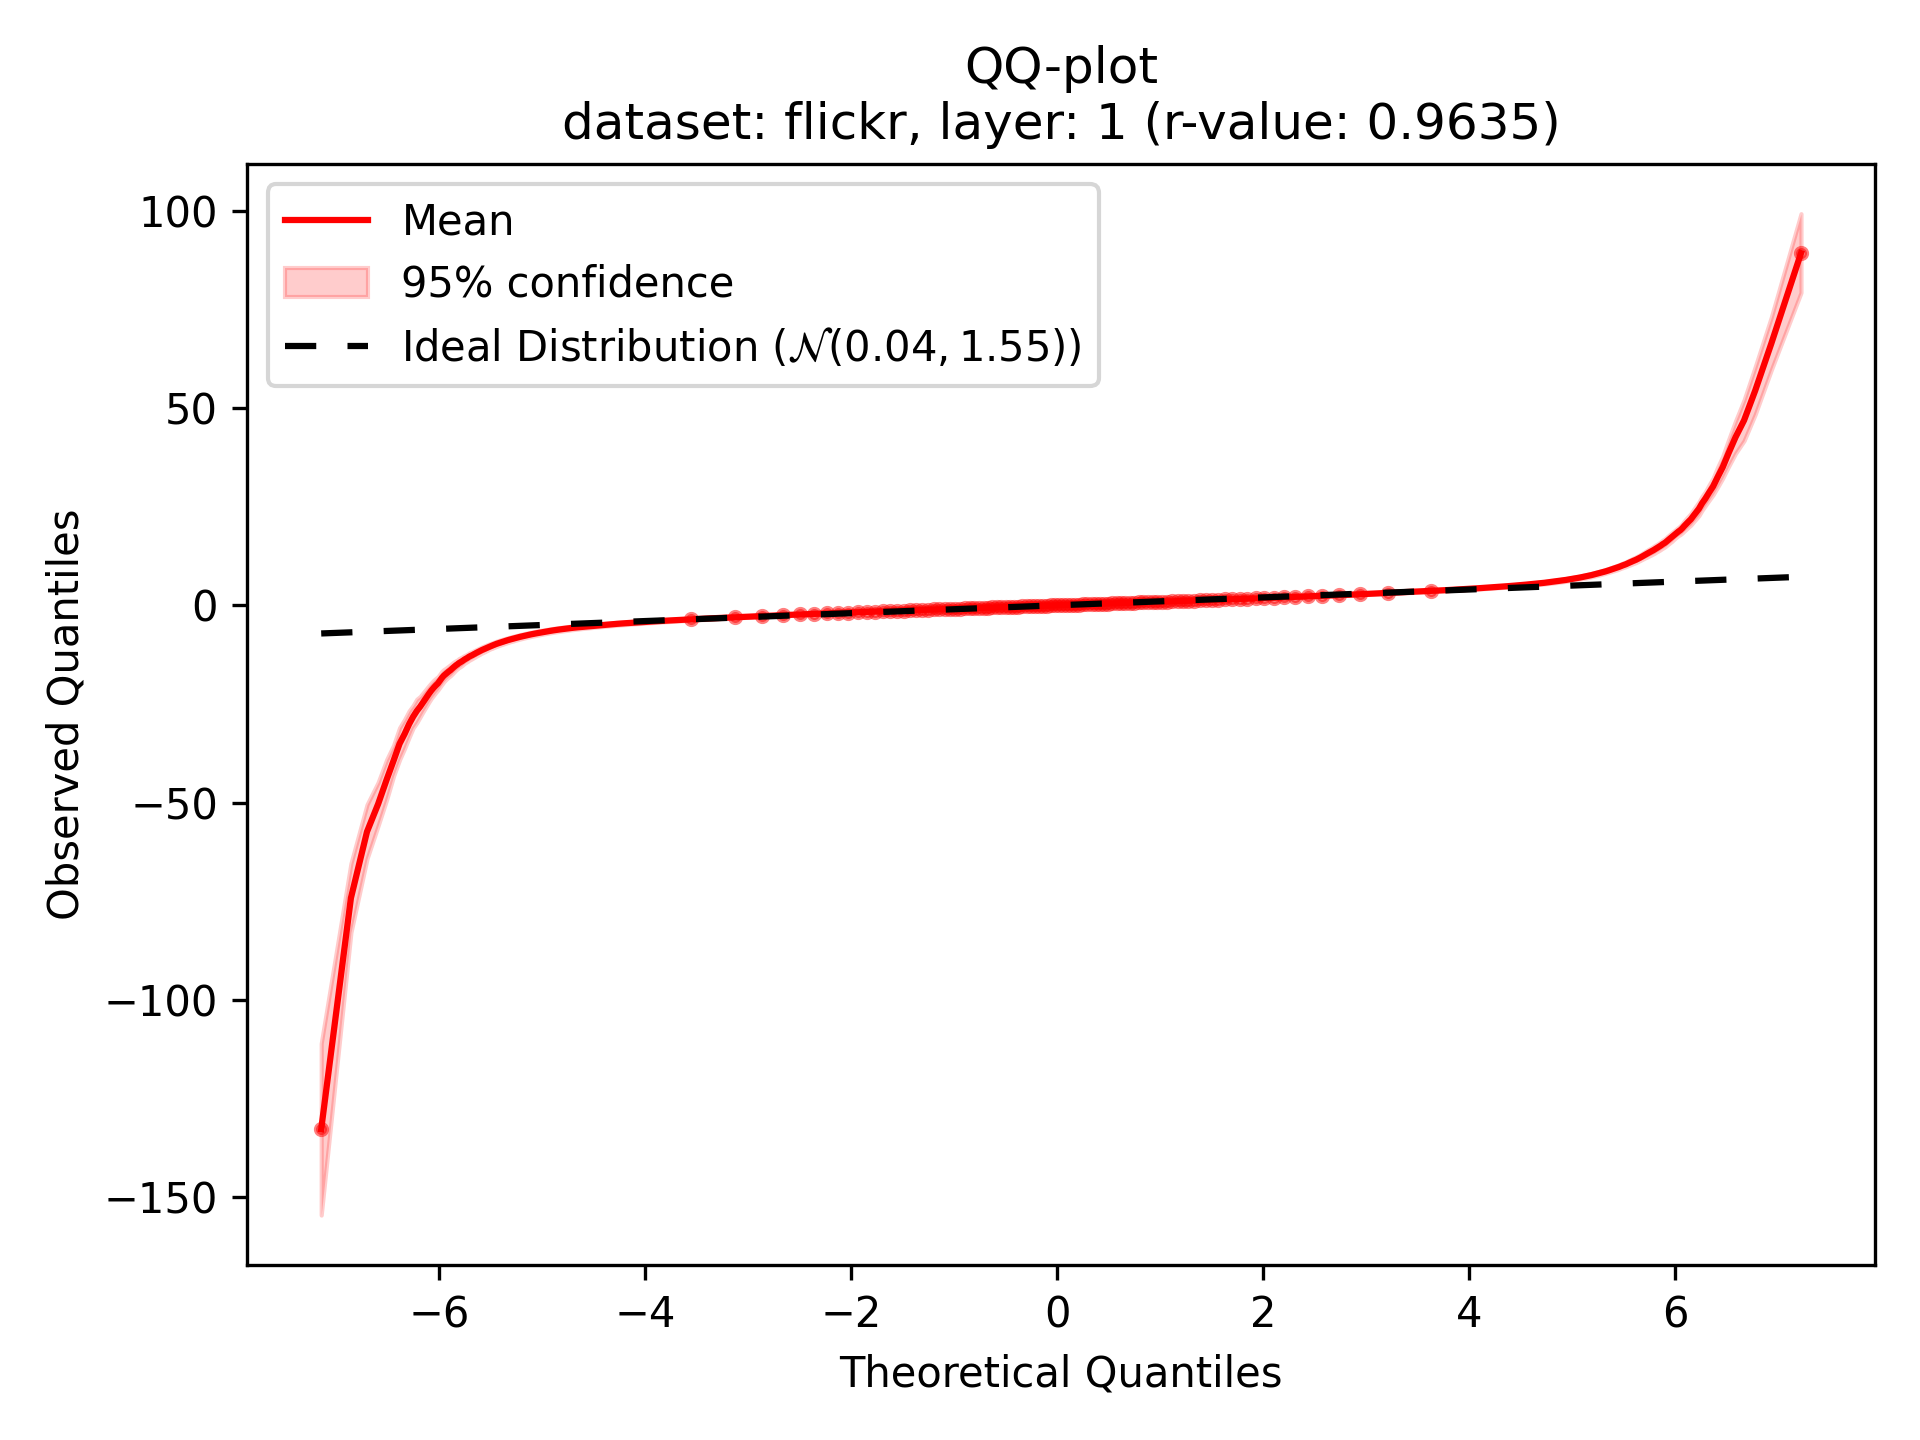 QQ-plot
dataset: flickr, layer: 1 (r-value: 0.9635)
Mean
95% confidence
Ideal Distribution (𝒩(0.04, 1.55))
100
50
0
−50
−100
−150
Observed Quantiles
−6 −4 −2 0 2 4 6
Theoretical Quantiles